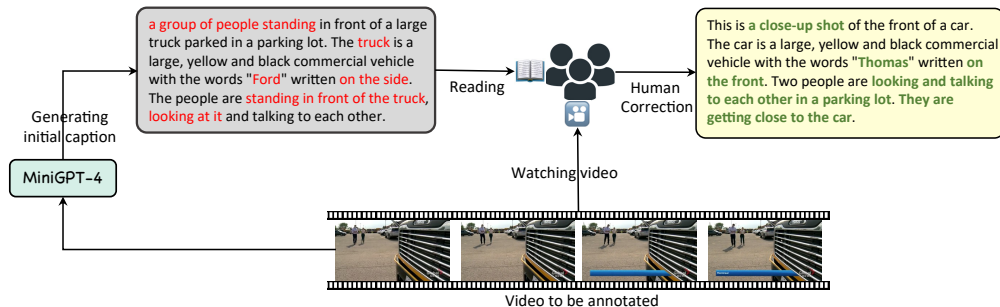 a group of people standing in front of a large
truck parked in a parking lot. The truck is a
large, yellow and black commercial vehicle
with the words "Ford" written on the side.
The people are standing in front of the truck,
looking at it and talking to each other.
Generating
initial caption
MiniGPT-4
Reading
Human
Correction
Watching video
This is a close-up shot of the front of a car.
The car is a large, yellow and black commercial
vehicle with the words "Thomas" written on
the front. Two people are looking and talking
to each other in a parking lot. They are
getting close to the car.
Video to be annotated